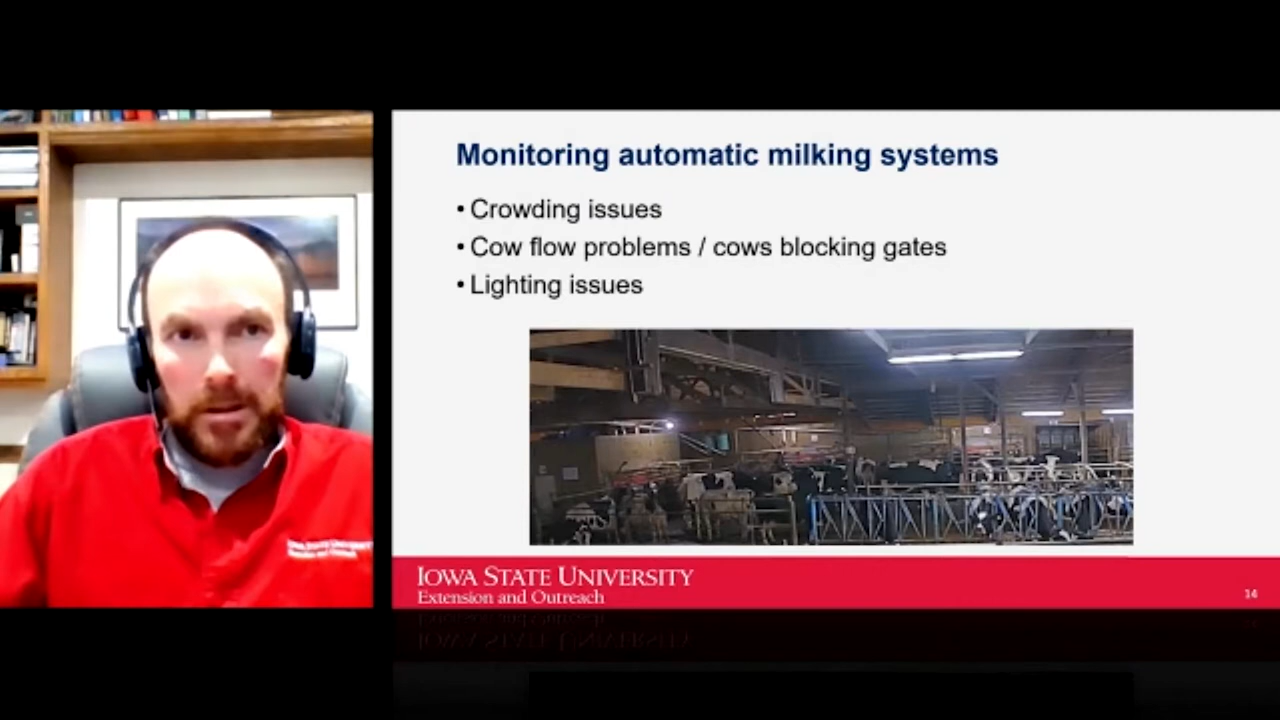 Monitoring automatic milking systems
• Crowding issues
• Cow flow problems / cows blocking gates
• Lighting issues
IOWA STATE UNIVERSITY
Extension and Outreach
14